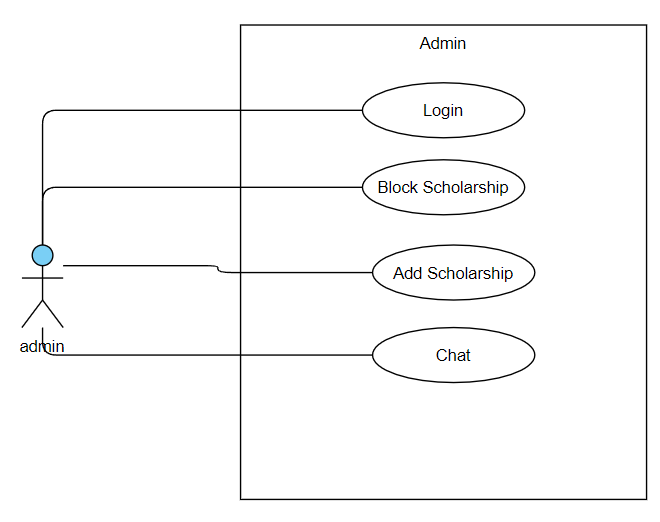 Admin
Login
Block Scholarship
Add Scholarship
admin
Chat